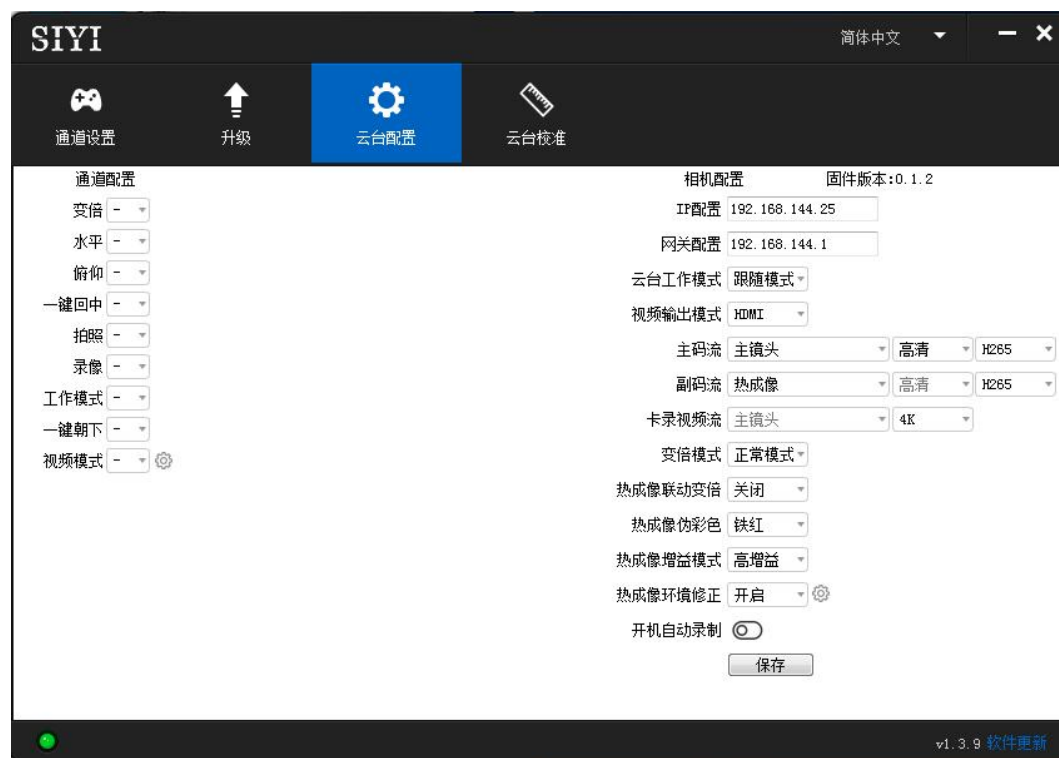 SIYI
简体中文
通道设置
升级
云台配置
云台校准
通道配置
变倍 -
水平 -
俯仰 -
一键回中 -
拍照 -
录像 -
工作模式 -
一键朝下 -
视频模式 -
相机配置 固件版本:0.1.2
IP配置 192.168.144.25
网关配置 192.168.144.1
云台工作模式 跟随模式
视频输出模式 HDMI
主码流 主镜头 高清 H265
副码流 热成像 高清 H265
卡录视频流 主镜头 4K
变倍模式 正常模式
热成像联动变倍 关闭
热成像伪彩色 铁红
热成像增益模式 高增益
热成像环境修正 开启
开机自动录制
保存
v1.3.9 软件更新